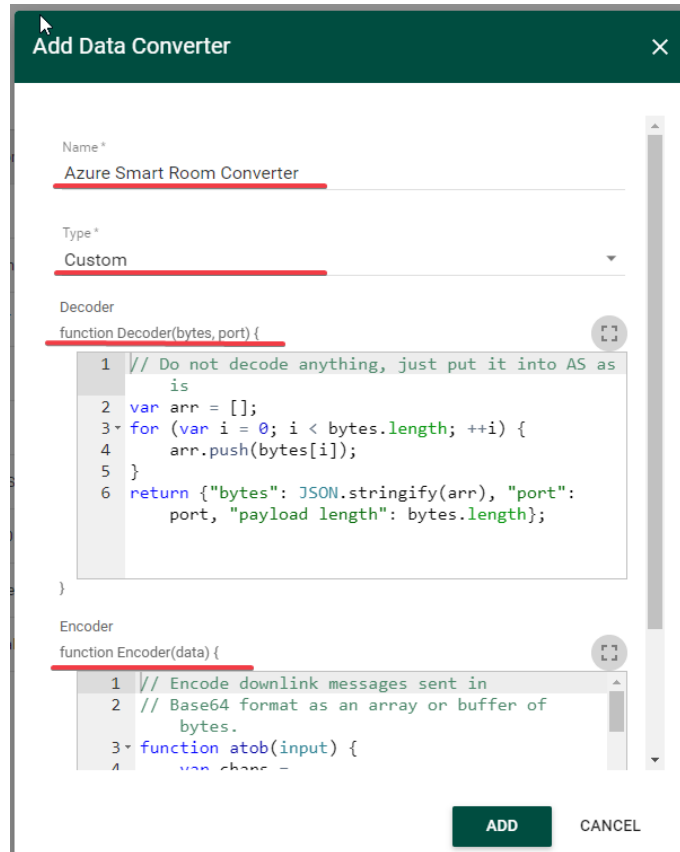 Add Data Converter
Name *
Azure Smart Room Converter
Type *
Custom
Decoder
function Decoder(bytes, port) {
1 // Do not decode anything, just put it into AS as
is
2 var arr = [];
3 for (var i = 0; i < bytes.length; ++i) {
4 arr.push(bytes[i]);
5 }
6 return {"bytes": JSON.stringify(arr), "port":
port, "payload length": bytes.length};
}
Encoder
function Encoder(data) {
1 // Encode downlink messages sent in
2 // Base64 format as an array or buffer of
bytes.
3 function atob(input) {
4 var chars =
ADD CANCEL